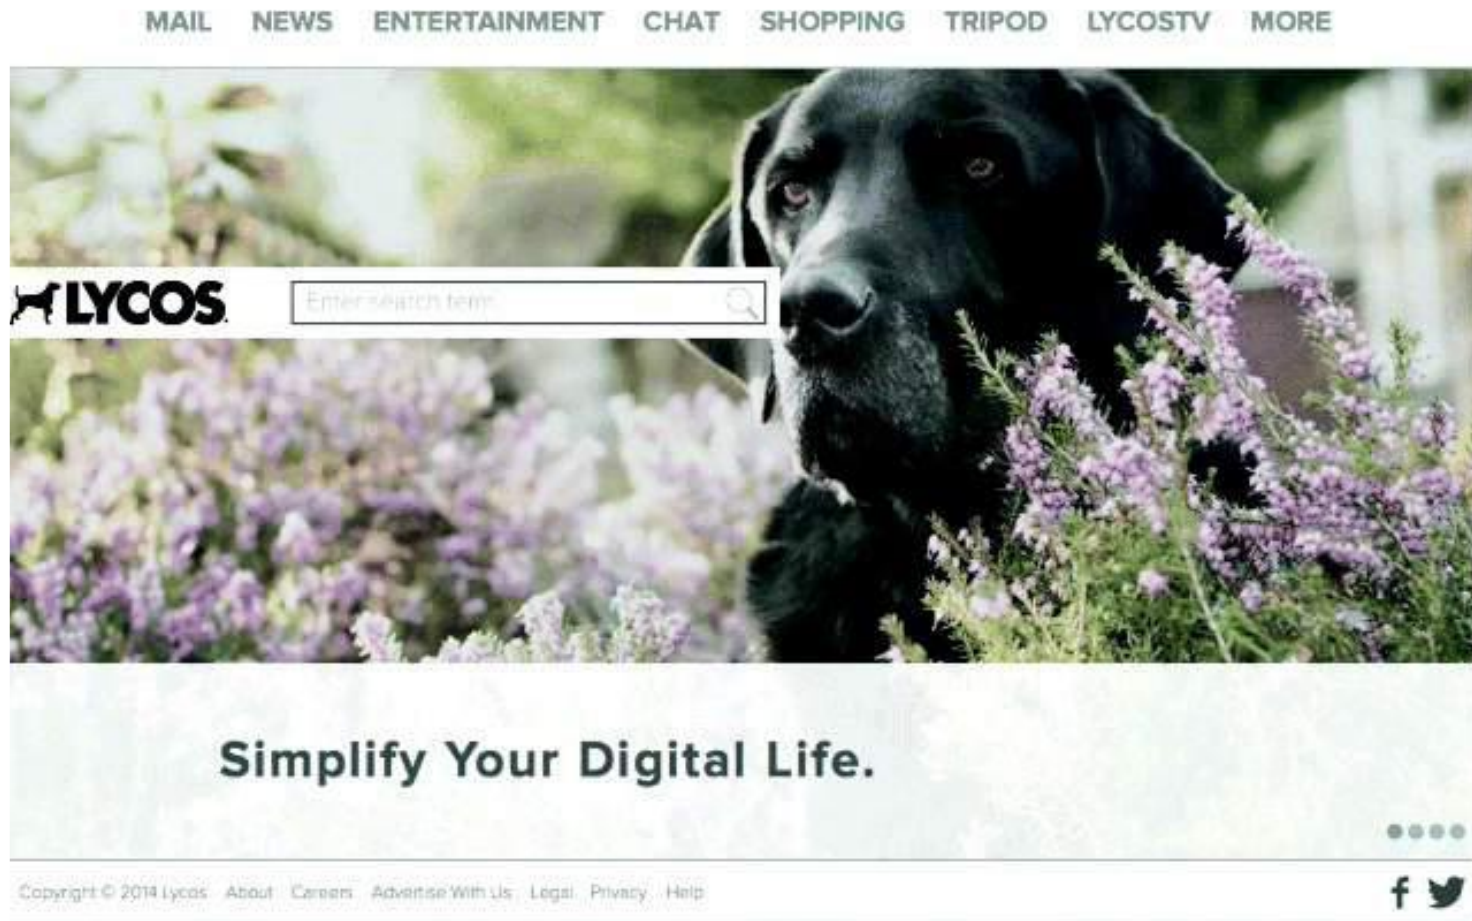 MAIL NEWS ENTERTAINMENT CHAT SHOPPING TRIPOD LYCOSTV MORE
LYCOS Enter search term
Simplify Your Digital Life.
Copyright © 2014 Lycos About Careers Advertise With Us Legal Privacy Help